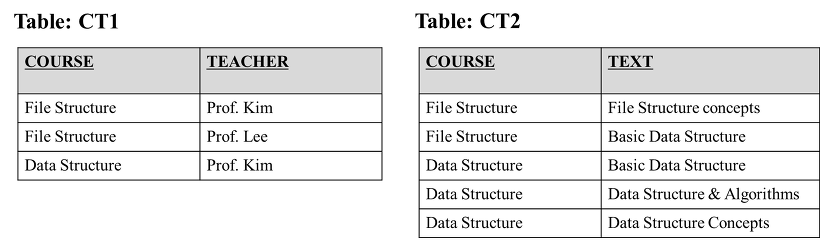 Table: CT1
COURSE TEACHER
File Structure Prof. Kim
File Structure Prof. Lee
Data Structure Prof. Kim
Table: CT2
COURSE TEXT
File Structure File Structure concepts
File Structure Basic Data Structure
Data Structure Basic Data Structure
Data Structure Data Structure & Algorithms
Data Structure Data Structure Concepts